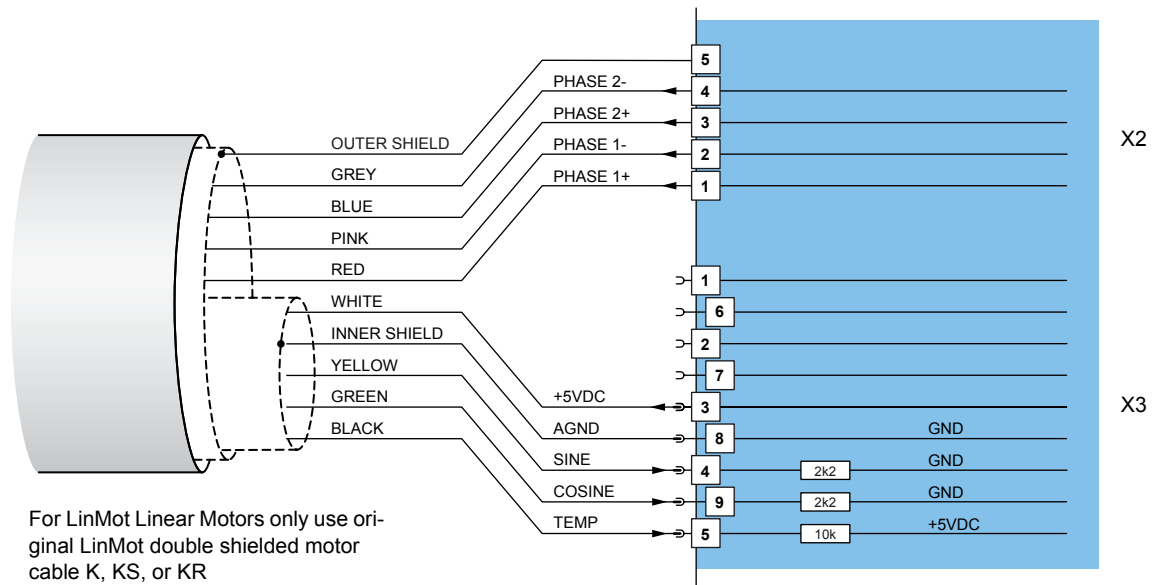 5
PHASE 2- 4
PHASE 2+ 3
X2
OUTER SHIELD PHASE 1- 2
GREY PHASE 1+ 1
BLUE
PINK
RED 1
WHITE 6
INNER SHIELD 2
YELLOW 7
GREEN +5VDC 3 X3
BLACK AGND 8 GND
SINE 4 2k2 GND
COSINE 9 2k2 GND
TEMP 5 10k +5VDC
For LinMot Linear Motors only use ori-
ginal LinMot double shielded motor
cable K, KS, or KR